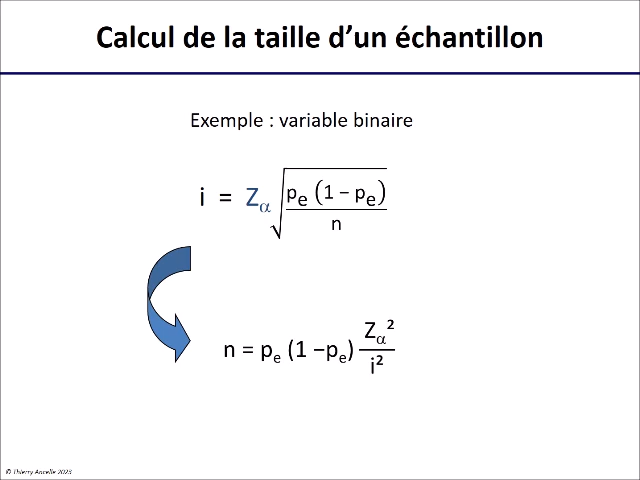 Calcul de la taille d’un échantillon
Exemple : variable binaire
i = Zα √(pe (1 − pe) / n)
n = pe (1 −pe) Zα² / i²
© Thierry Ancelle 2023